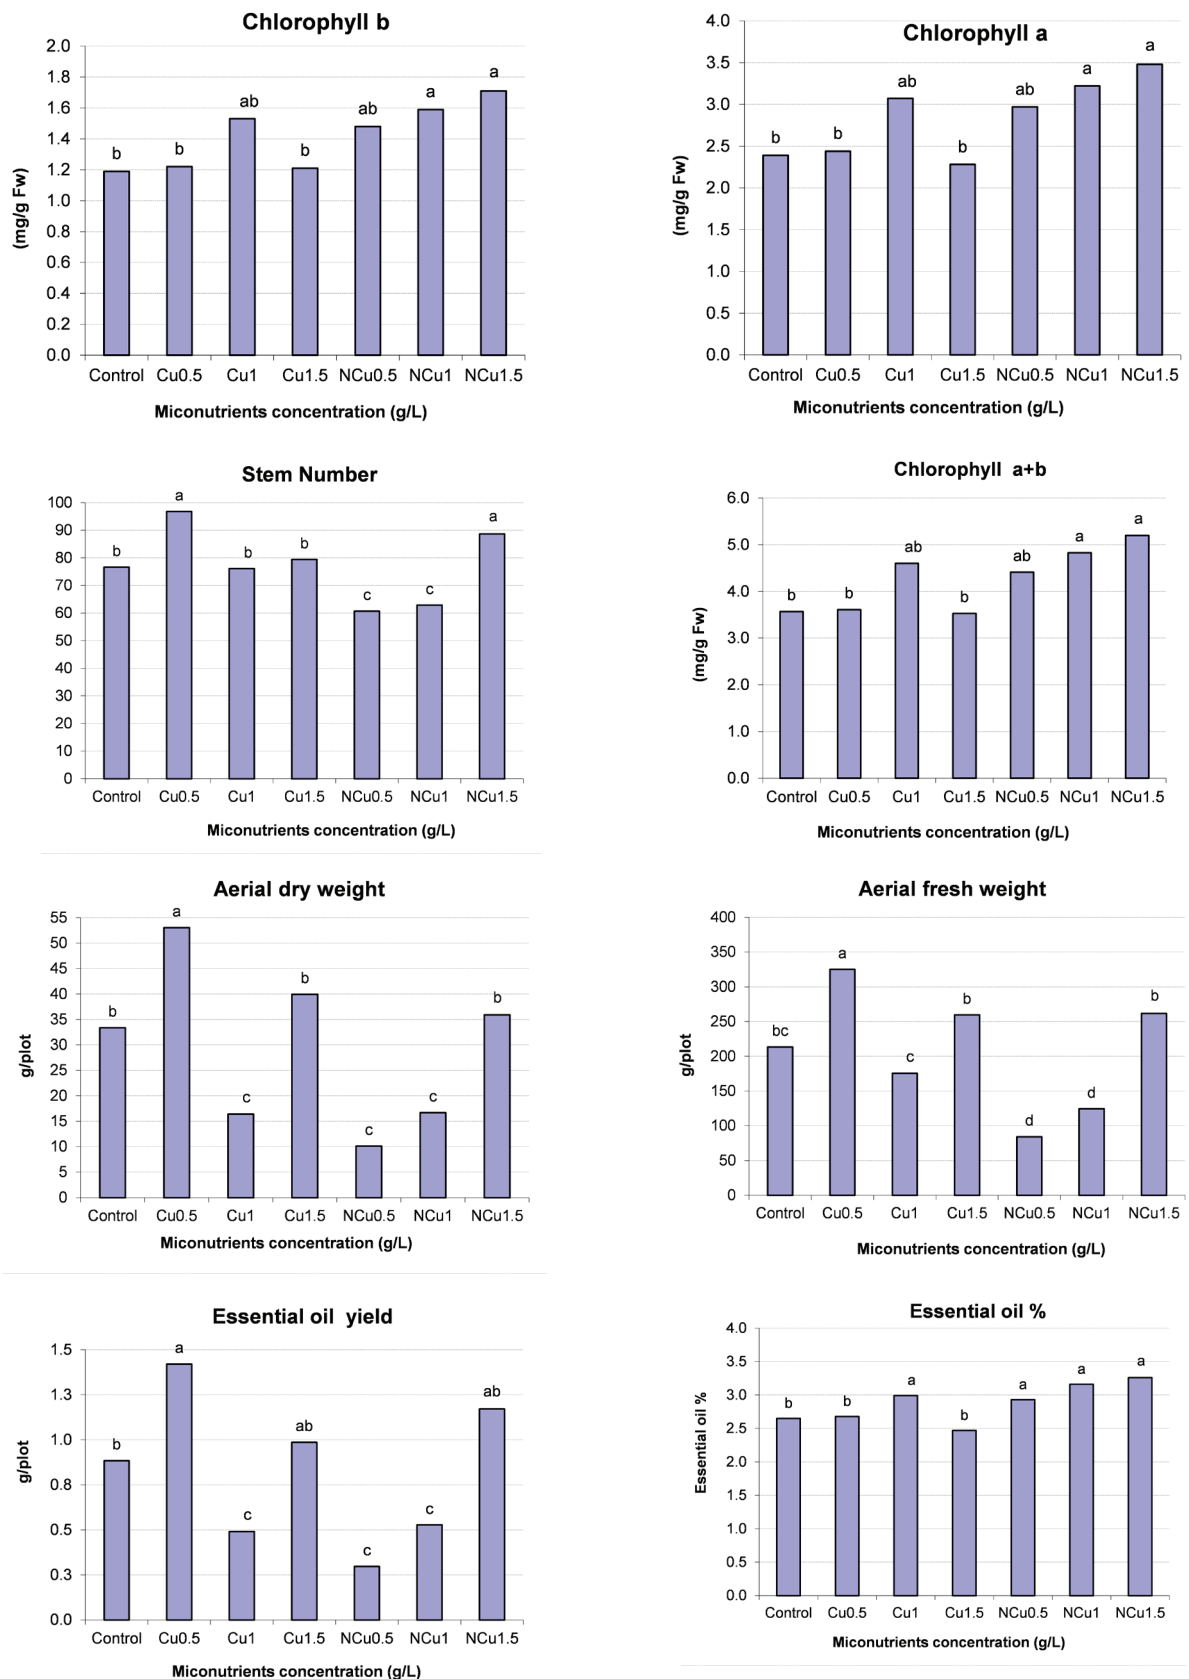 Chlorophyll b
2.0
1.8
1.6
1.4
1.2
1.0
0.8
0.6
0.4
0.2
0.0
(mg/g Fw)
b b ab b ab a a
Control Cu0.5 Cu1 Cu1.5 NCu0.5 NCu1 NCu1.5
Miconutrients concentration (g/L)
Chlorophyll a
4.0
3.5
3.0
2.5
2.0
1.5
1.0
0.5
0.0
(mg/g Fw)
b b ab b ab a a
Control Cu0.5 Cu1 Cu1.5 NCu0.5 NCu1 NCu1.5
Miconutrients concentration (g/L)
Stem Number
100
90
80
70
60
50
40
30
20
10
0
b a b b c c a
Control Cu0.5 Cu1 Cu1.5 NCu0.5 NCu1 NCu1.5
Miconutrients concentration (g/L)
Chlorophyll a+b
6.0
5.0
4.0
3.0
2.0
1.0
0.0
(mg/g Fw)
b b ab b ab a a
Control Cu0.5 Cu1 Cu1.5 NCu0.5 NCu1 NCu1.5
Miconutrients concentration (g/L)
Aerial dry weight
55
50
45
40
35
30
25
20
15
10
5
0
g/plot
b a c b c c b
Control Cu0.5 Cu1 Cu1.5 NCu0.5 NCu1 NCu1.5
Miconutrients concentration (g/L)
Aerial fresh weight
400
350
300
250
200
150
100
50
0
g/plot
bc a c b d d b
Control Cu0.5 Cu1 Cu1.5 NCu0.5 NCu1 NCu1.5
Miconutrients concentration (g/L)
Essential oil yield
1.5
1.3
1.0
0.8
0.5
0.3
0.0
g/plot
b a c ab c c ab
Control Cu0.5 Cu1 Cu1.5 NCu0.5 NCu1 NCu1.5
Miconutrients concentration (g/L)
Essential oil %
4.0
3.5
3.0
2.5
2.0
1.5
1.0
0.5
0.0
Essential oil %
b b a b a a a
Control Cu0.5 Cu1 Cu1.5 NCu0.5 NCu1 NCu1.5
Miconutrients concentration (g/L)